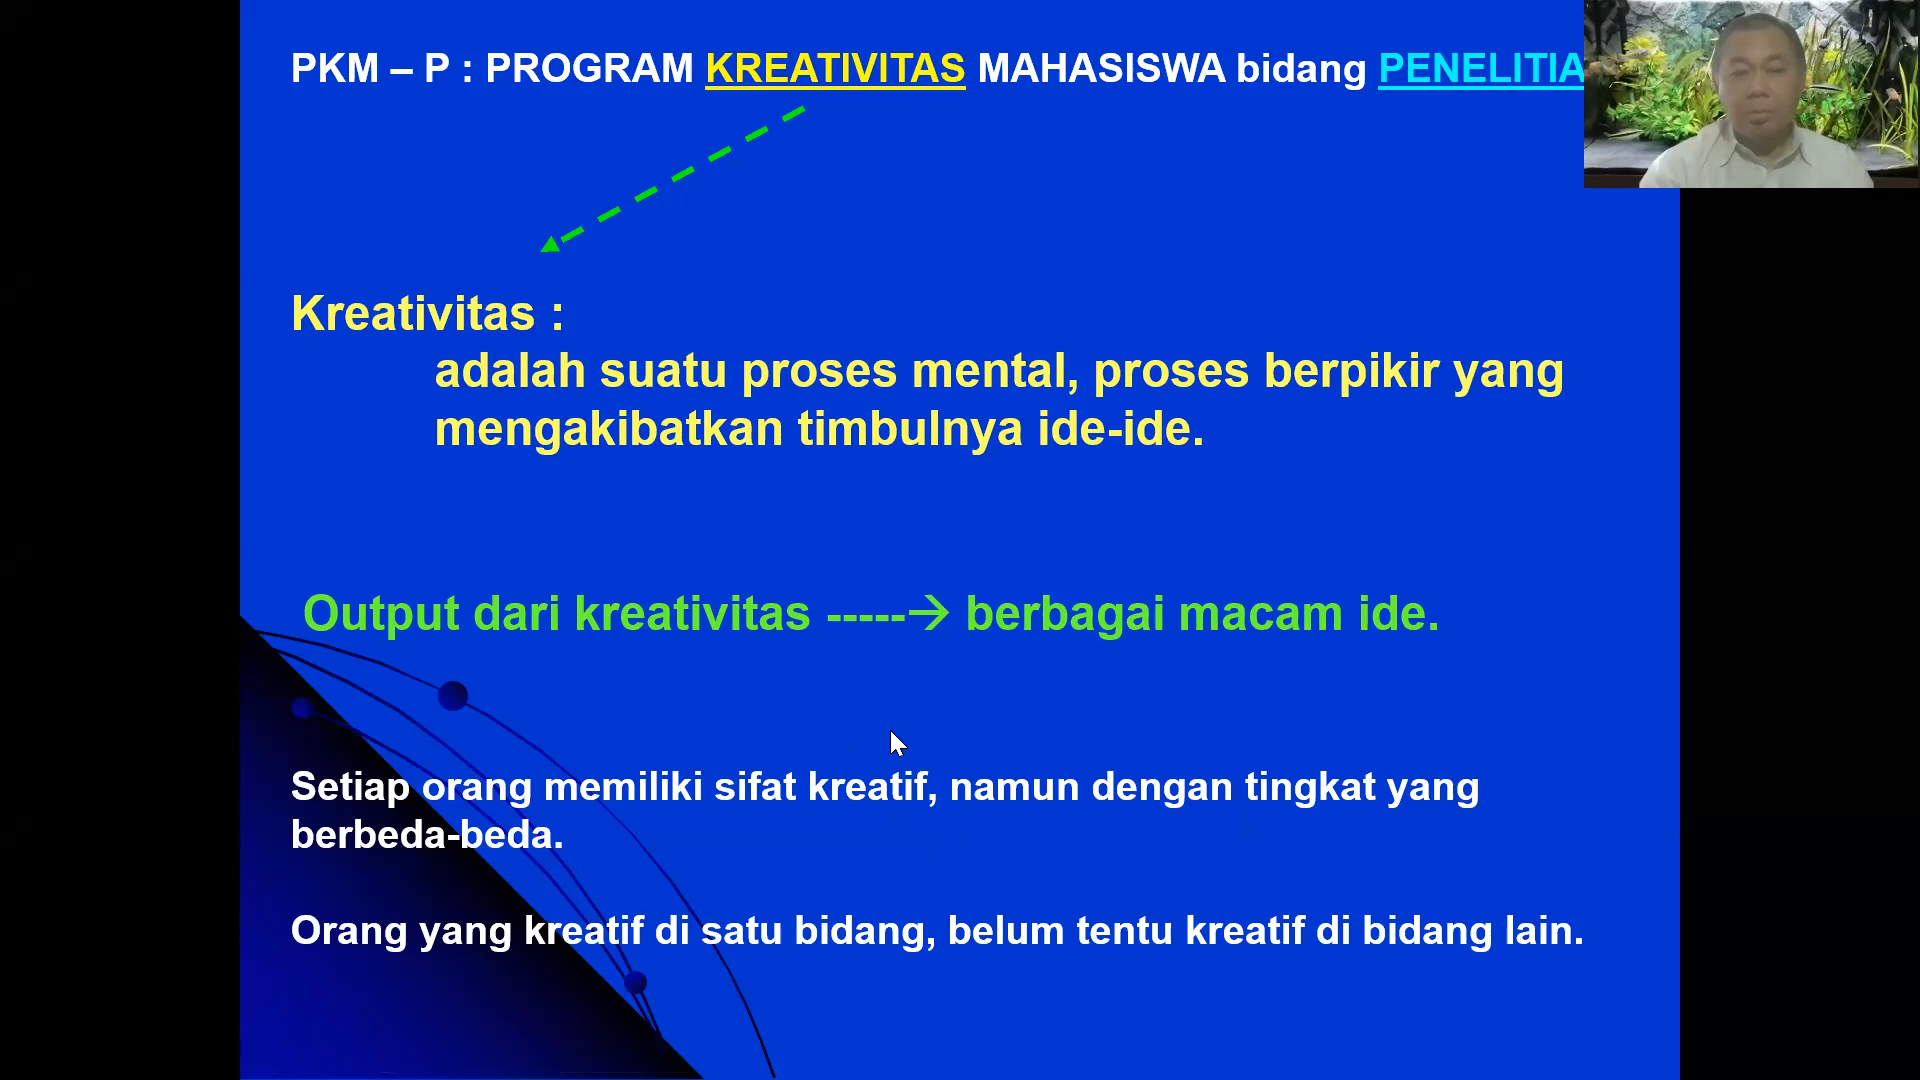 PKM – P : PROGRAM KREATIVITAS MAHASISWA bidang PENELITIA
Kreativitas :
adalah suatu proses mental, proses berpikir yang
mengakibatkan timbulnya ide-ide.
Output dari kreativitas -----→ berbagai macam ide.
Setiap orang memiliki sifat kreatif, namun dengan tingkat yang
berbeda-beda.
Orang yang kreatif di satu bidang, belum tentu kreatif di bidang lain.